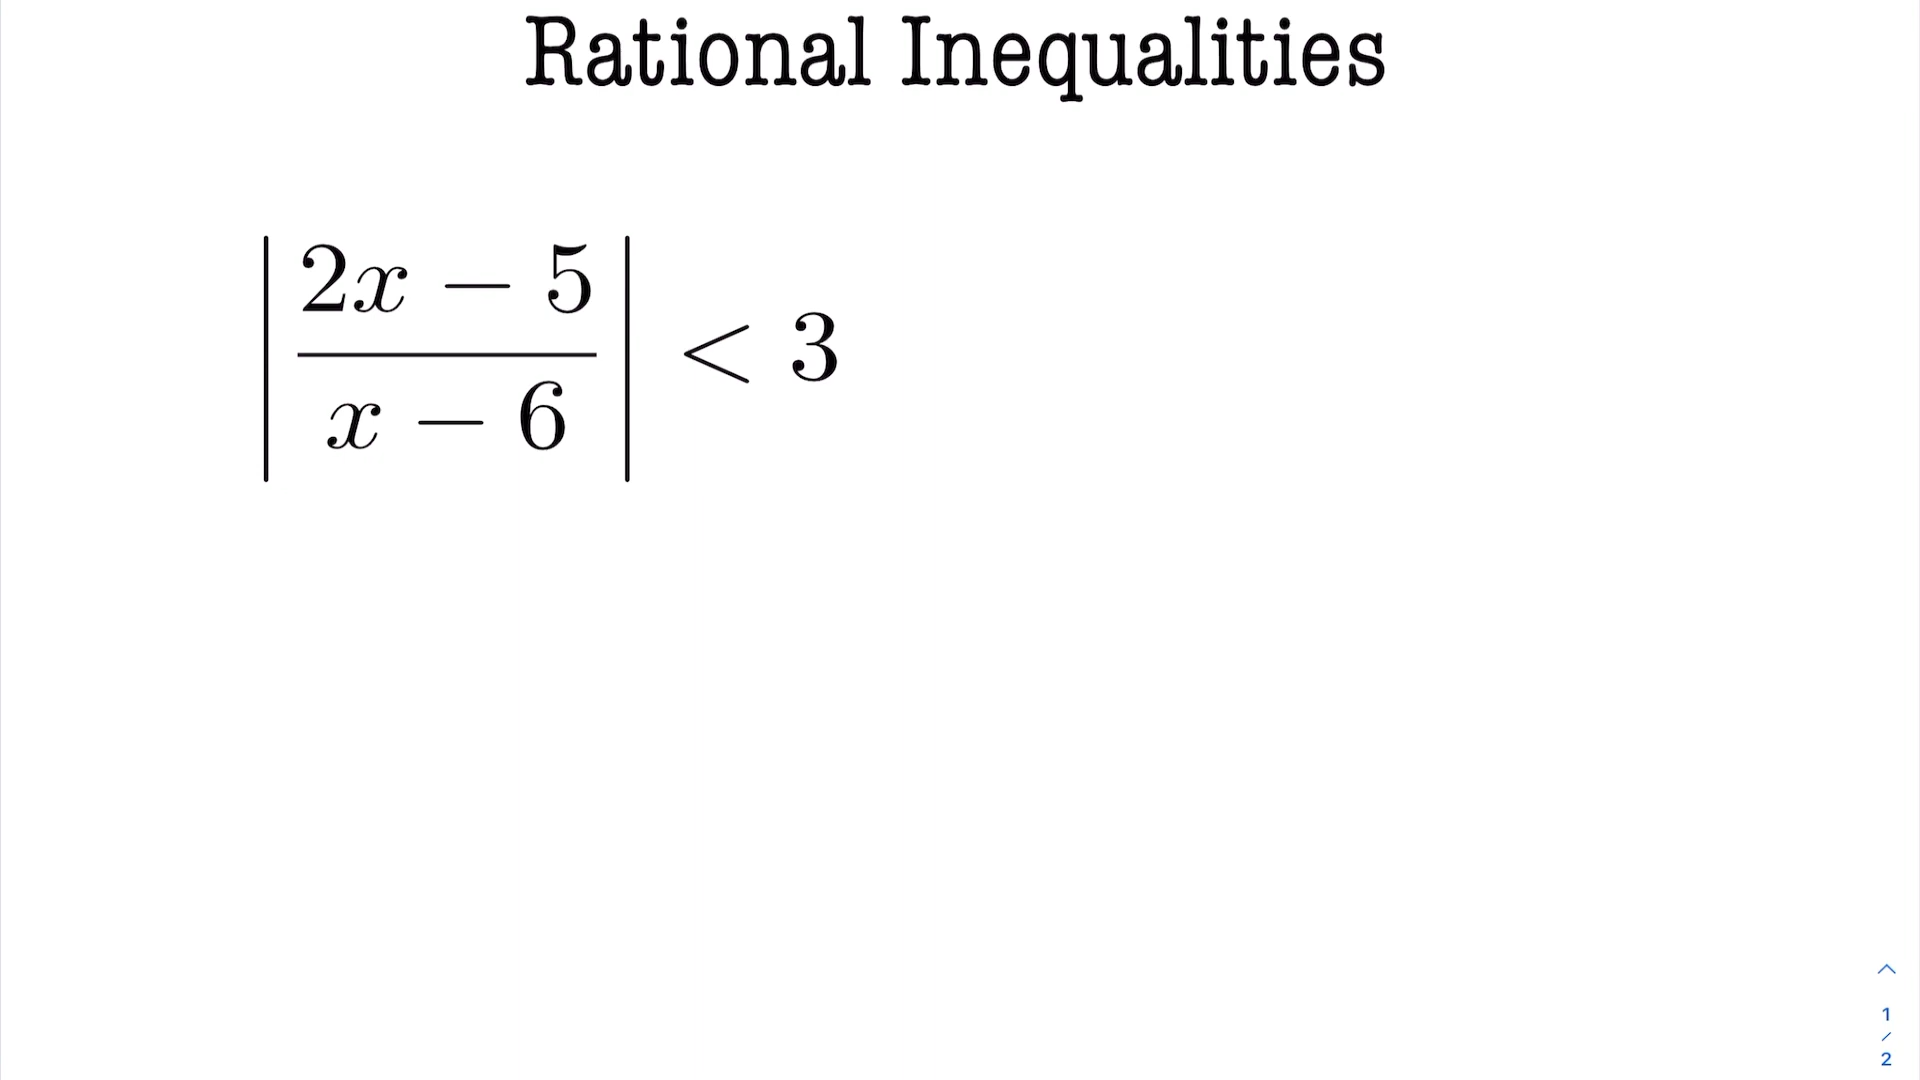 Rational Inequalities
| (2x − 5)/(x − 6) | < 3
1
/
2